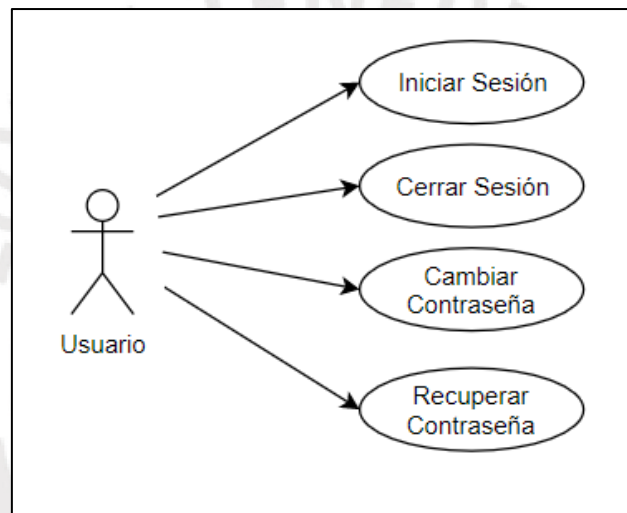 Iniciar Sesión
Cerrar Sesión
Cambiar
Contraseña
Usuario
Recuperar
Contraseña